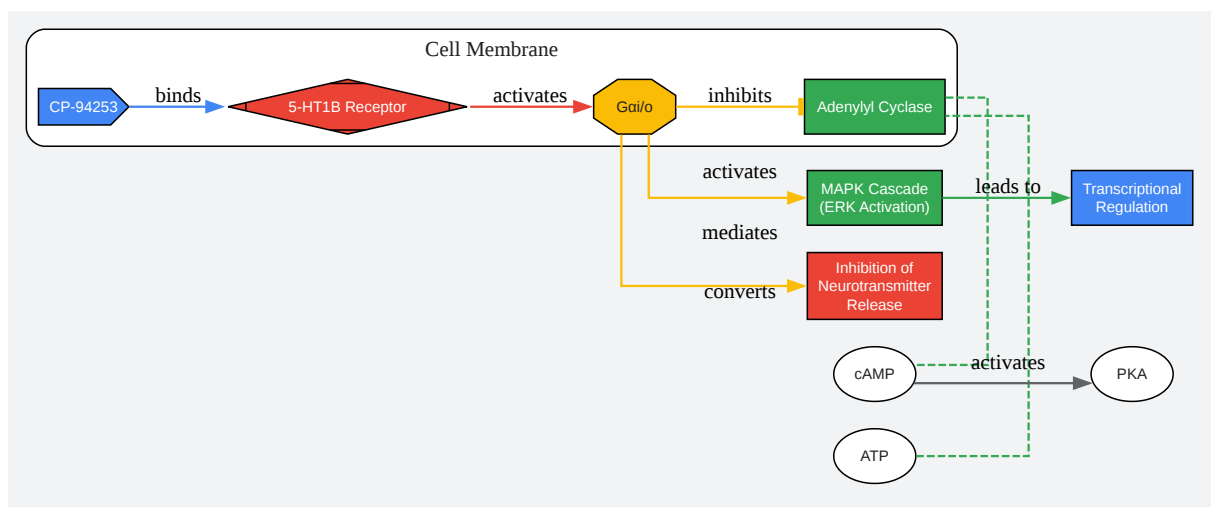 Cell Membrane
CP-94253
binds
5-HT1B Receptor
activates
Gαi/o
inhibits
Adenylyl Cyclase
activates
MAPK Cascade
(ERK Activation)
leads to
Transcriptional
Regulation
mediates
converts
Inhibition of
Neurotransmitter
Release
cAMP
activates
PKA
ATP